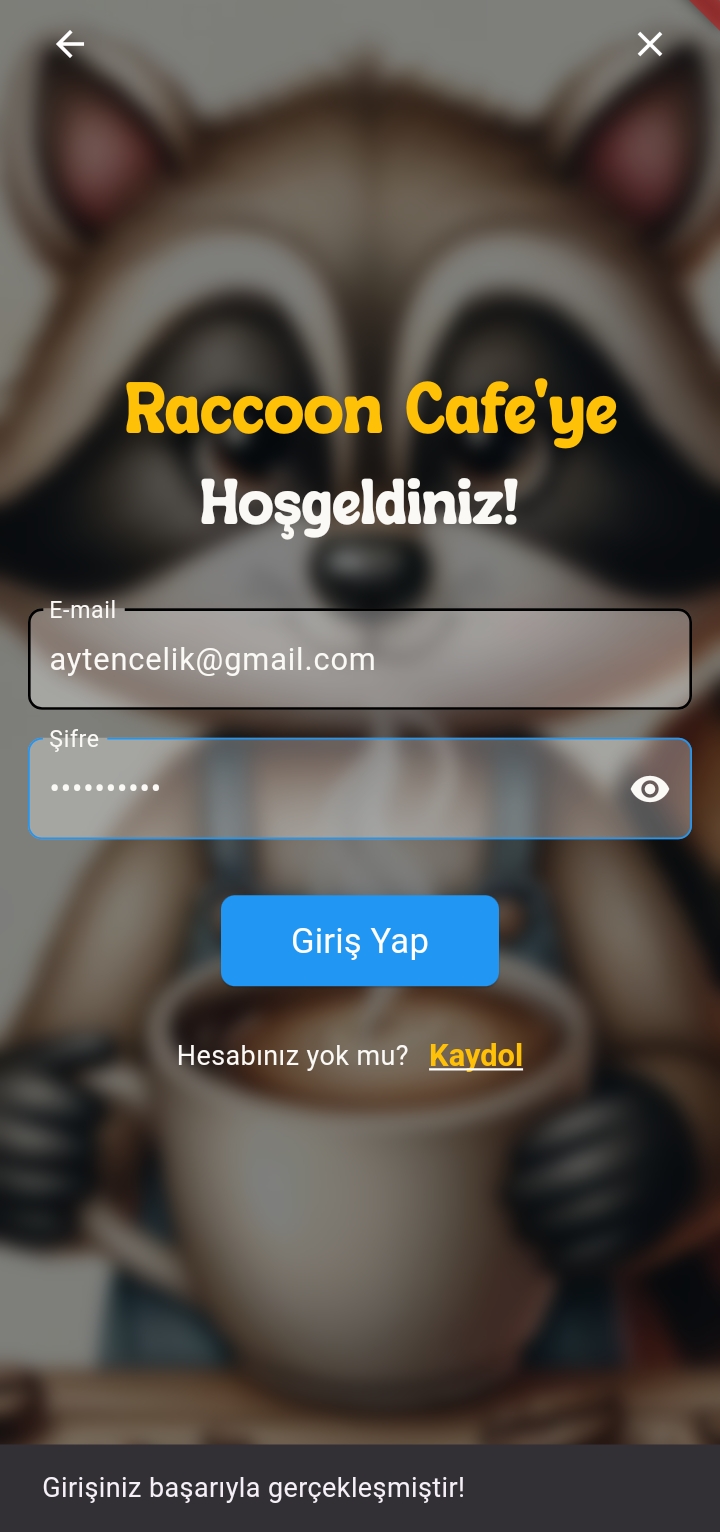 Raccoon Cafe'ye
Hoşgeldiniz!
E-mail
aytencelik@gmail.com
Şifre
••••••••••
Giriş Yap
Hesabınız yok mu? Kaydol
Girişiniz başarıyla gerçekleşmiştir!